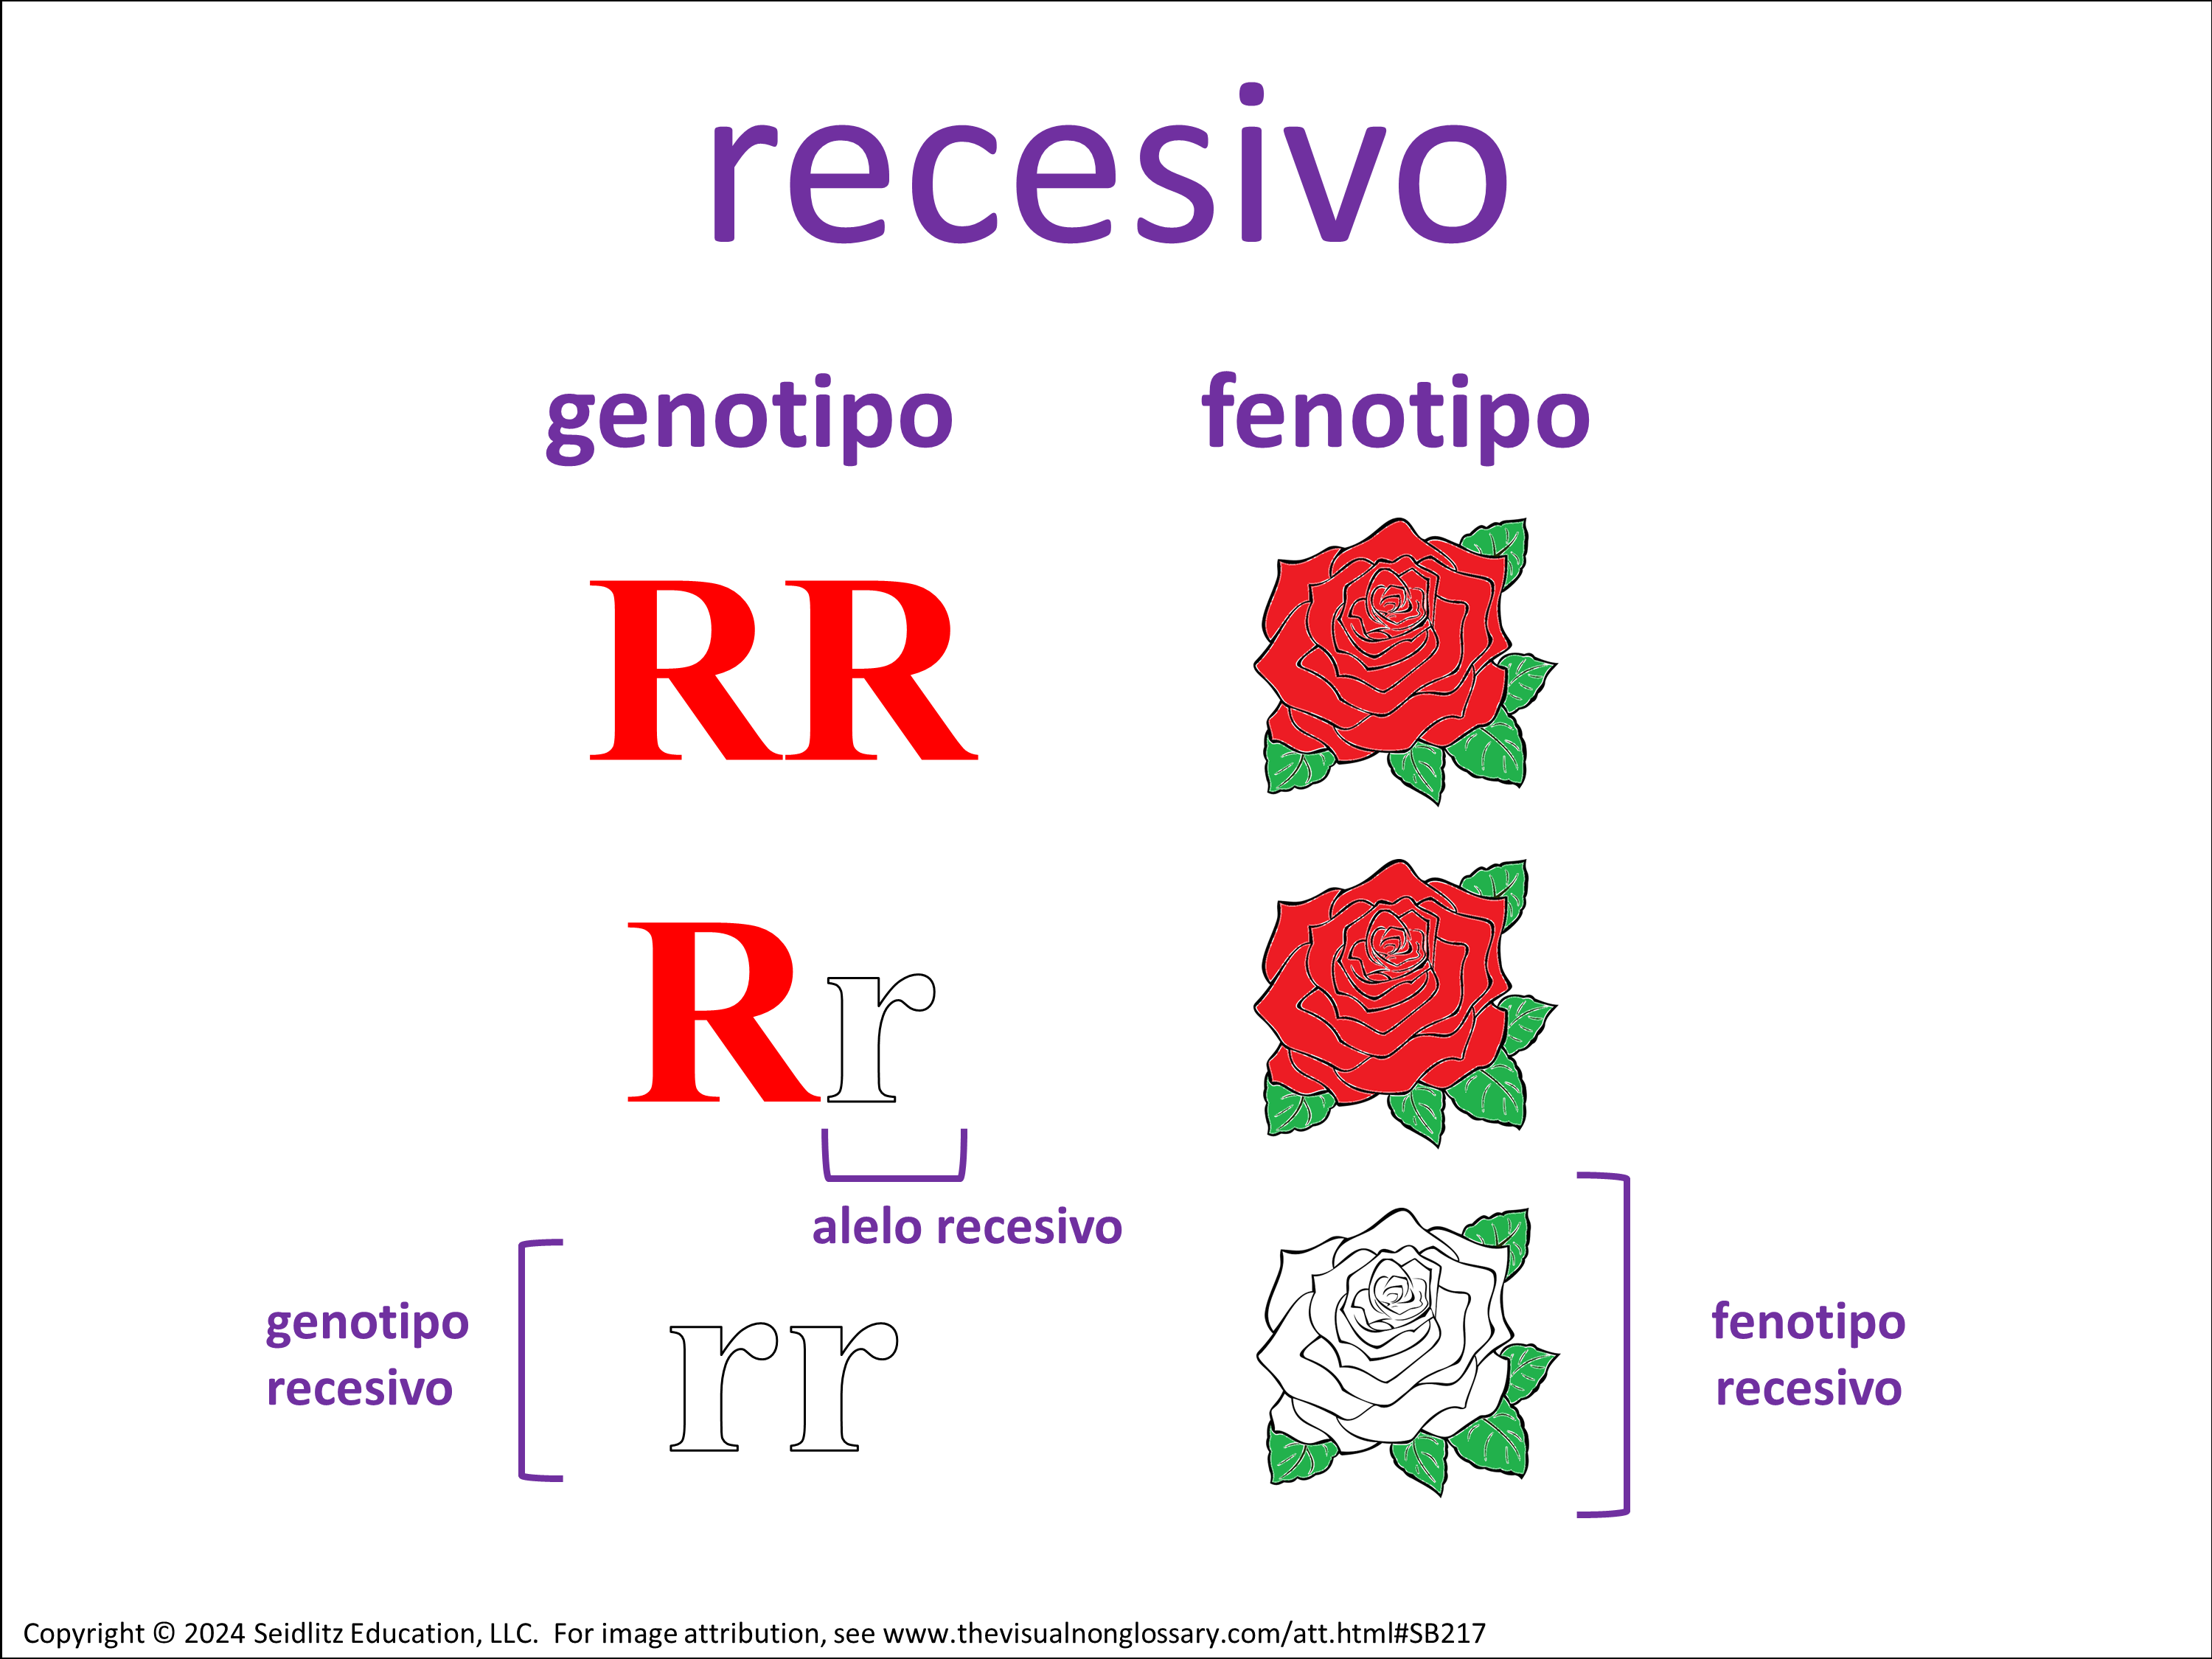 recesivo
genotipo fenotipo
RR
Rr
alelo recesivo
genotipo
recesivo
rr
fenotipo
recesivo
Copyright © 2024 Seidlitz Education, LLC.  For image attribution, see www.thevisualnonglossary.com/att.html#SB217